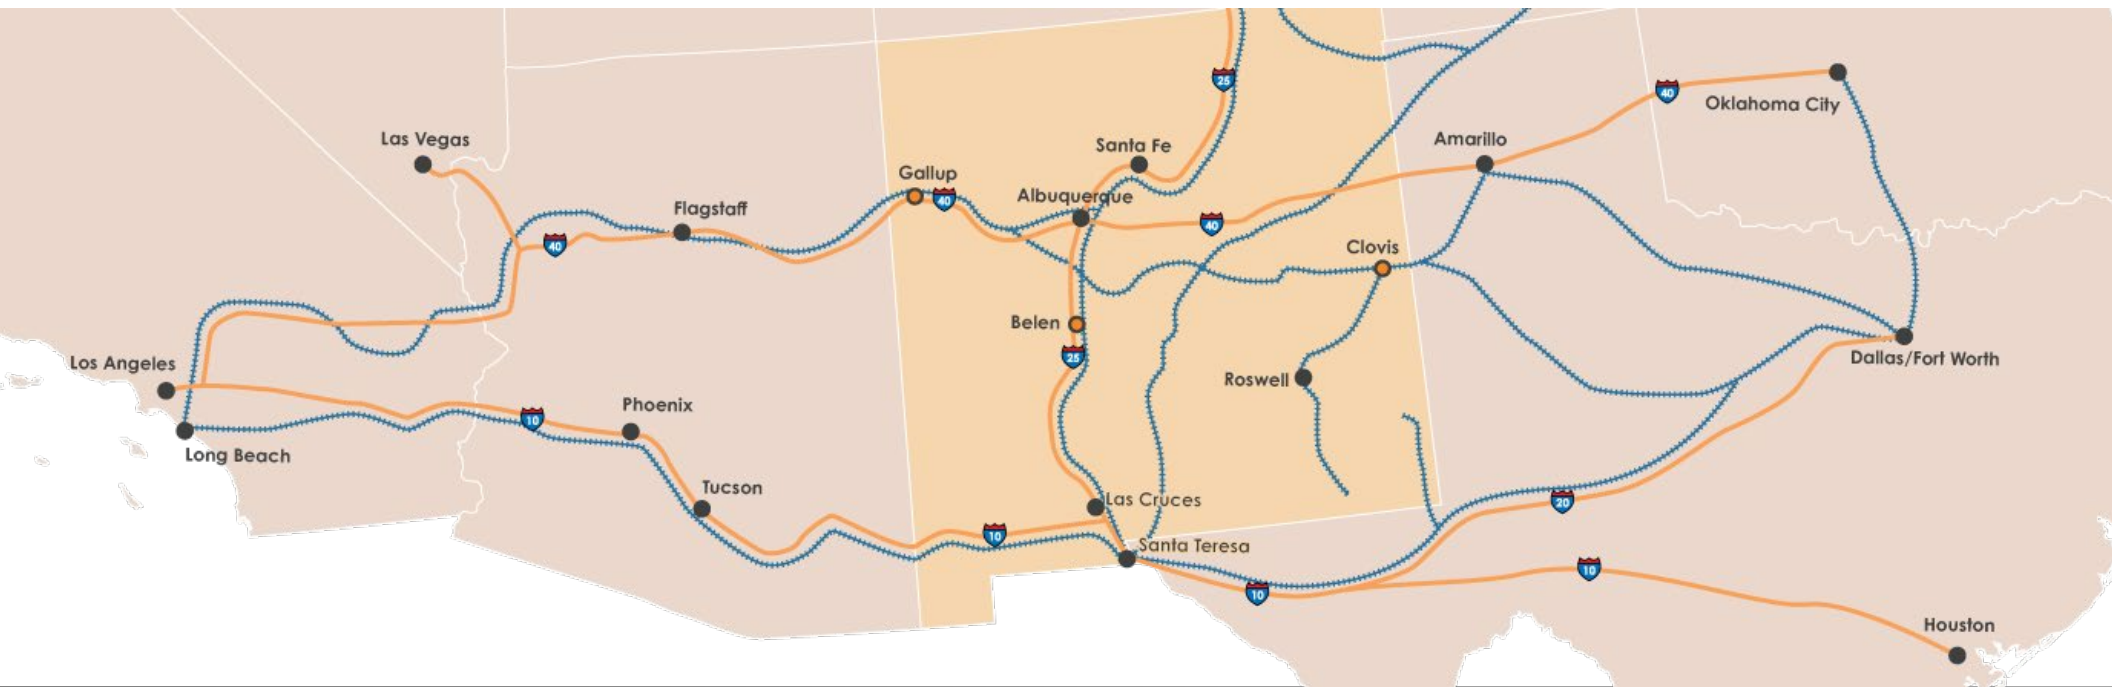 25
Oklahoma City
40
Las Vegas
Santa Fe
Amarillo
Gallup
40
Albuquerque
Flagstaff
40
40
Clovis
Belen
25
Los Angeles
Roswell
Dallas/Fort Worth
Phoenix
10
Long Beach
Tucson
Las Cruces
20
10
Santa Teresa
10
10
Houston